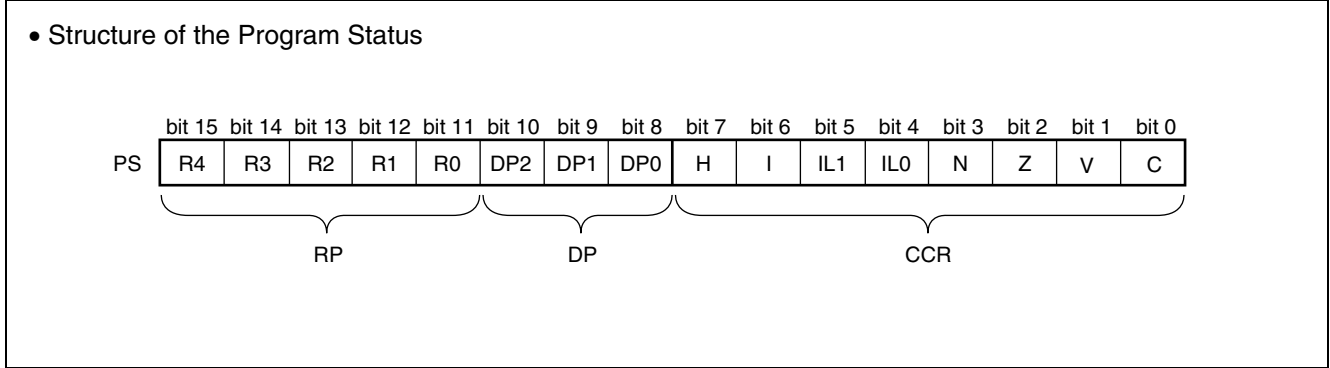 • Structure of the Program Status
bit 15 bit 14 bit 13 bit 12 bit 11 bit 10 bit 9 bit 8 bit 7 bit 6 bit 5 bit 4 bit 3 bit 2 bit 1 bit 0
PS R4 R3 R2 R1 R0 DP2 DP1 DP0 H I IL1 IL0 N Z V C
RP DP CCR